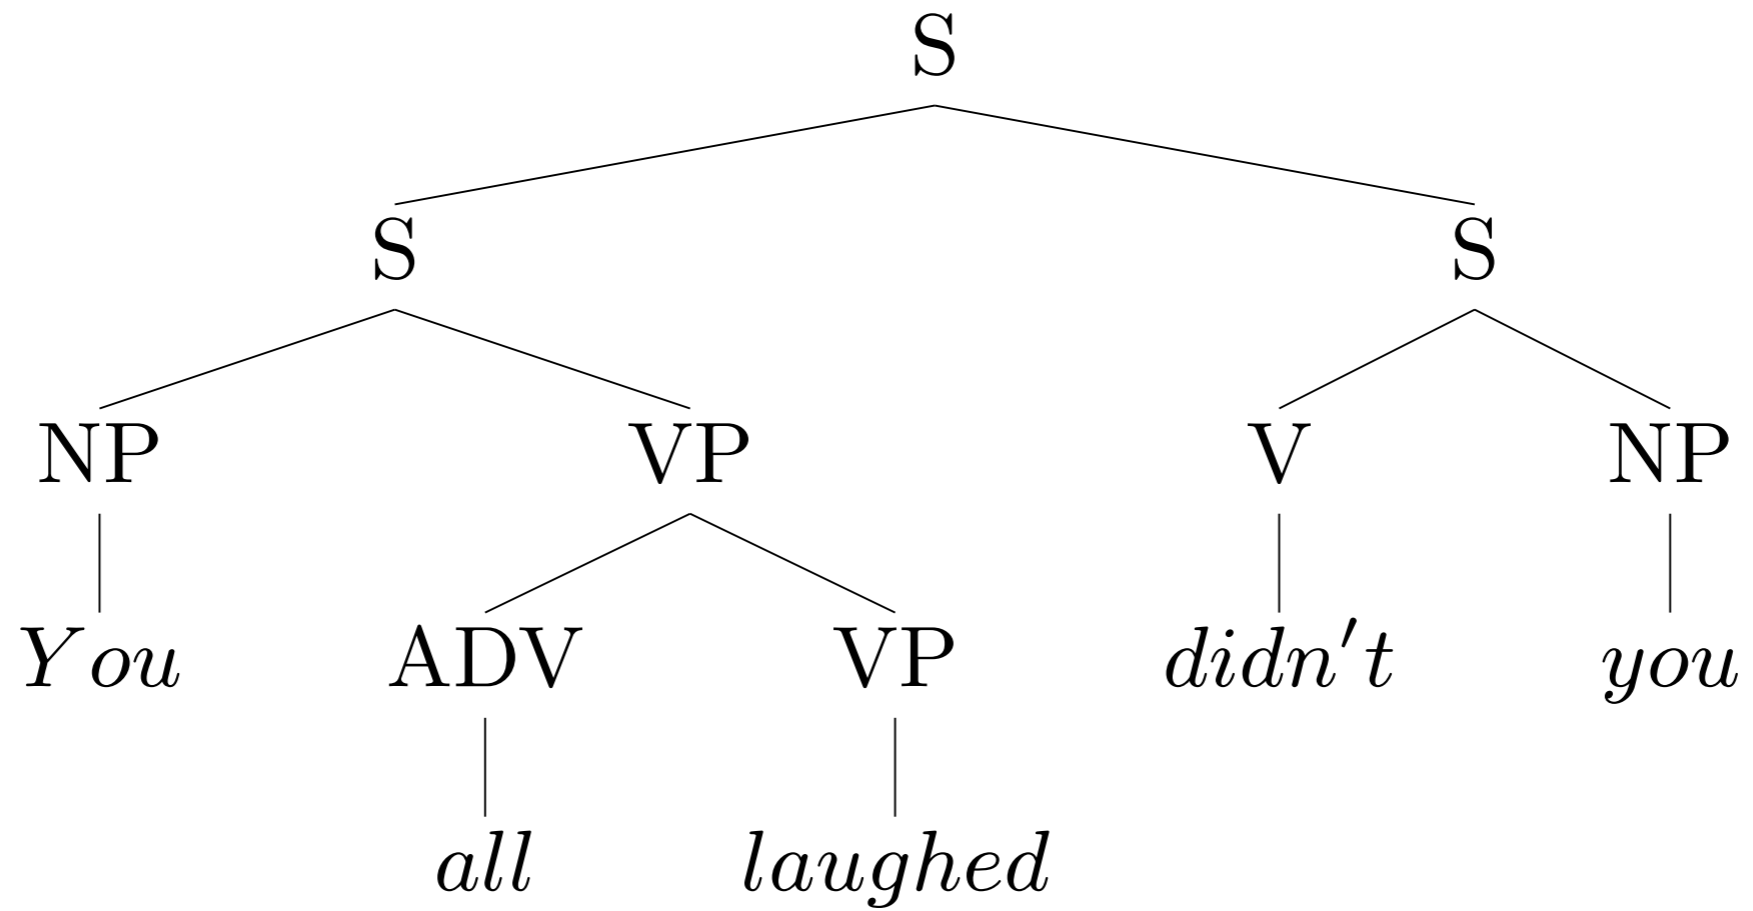 S
S S
NP VP V NP
You ADV VP didn't you
all laughed